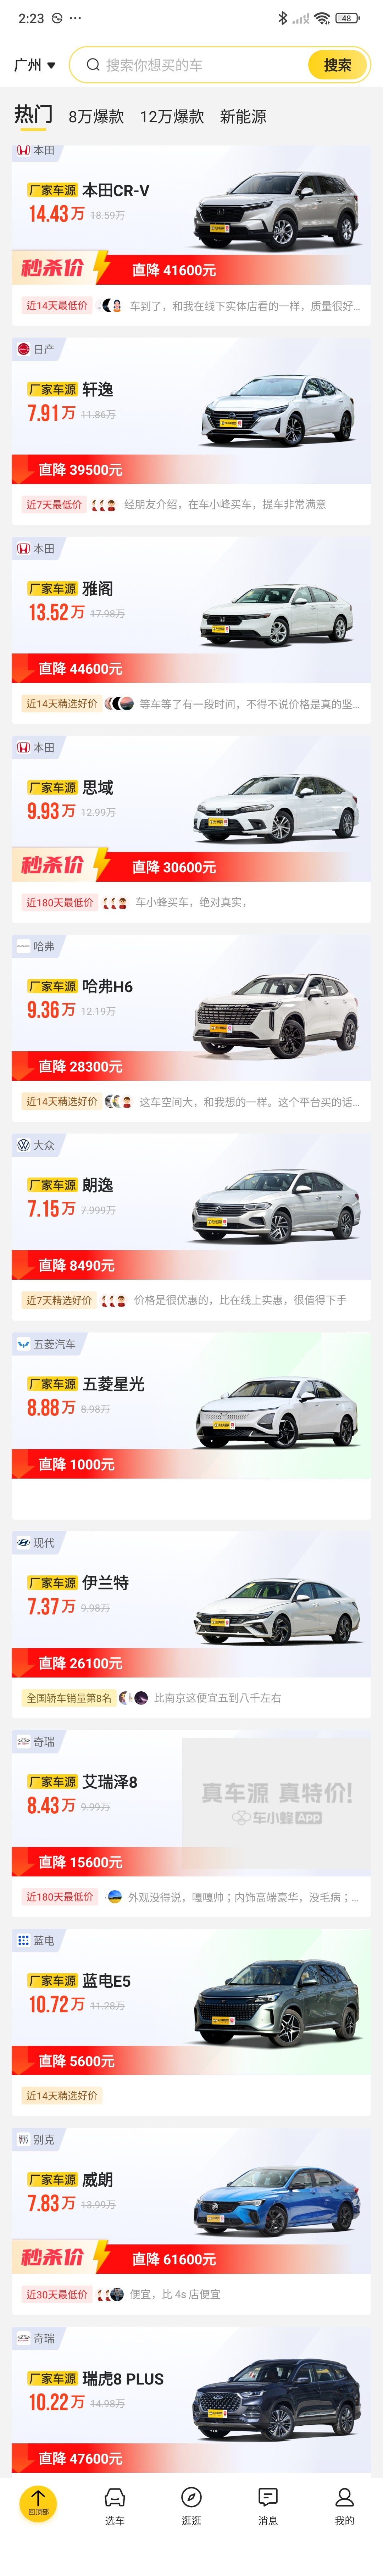 2:23 ···
48
广州
搜索你想买的车
搜索
热门 8万爆款 12万爆款 新能源
本田
厂家车源 本田CR-V
14.43万 18.59万
秒杀价 直降 41600元
近14天最低价 车到了，和我在线下实体店看的一样，质量很好...
日产
厂家车源 轩逸
7.91万 11.86万
直降 39500元
近7天最低价 经朋友介绍，在车小峰买车，提车非常满意
本田
厂家车源 雅阁
13.52万 17.98万
直降 44600元
近14天精选好价 等车等了有一段时间，不得不说价格是真的坚...
本田
厂家车源 思域
9.93万 12.99万
秒杀价 直降 30600元
近180天最低价 车小蜂买车，绝对真实，
哈弗
厂家车源 哈弗H6
9.36万 12.19万
直降 28300元
近14天精选好价 这车空间大，和我想的一样。这个平台买的话...
大众
厂家车源 朗逸
7.15万 7.999万
直降 8490元
近7天精选好价 价格是很优惠的，比在线上实惠，很值得下手
五菱汽车
厂家车源 五菱星光
8.88万 8.98万
直降 1000元
现代
厂家车源 伊兰特
7.37万 9.98万
直降 26100元
全国轿车销量第8名 比南京这便宜五到八千左右
奇瑞
厂家车源 艾瑞泽8
8.43万 9.99万
真车源 真特价!
车小蜂App
直降 15600元
近180天最低价 外观没得说，嘎嘎帅；内饰高端豪华，没毛病；...
蓝电
厂家车源 蓝电E5
10.72万 11.28万
直降 5600元
近14天精选好价
别克
厂家车源 威朗
7.83万 13.99万
秒杀价 直降 61600元
近30天最低价 便宜，比 4s 店便宜
奇瑞
厂家车源 瑞虎8 PLUS
10.22万 14.98万
直降 47600元
回顶部 选车 逛逛 消息 我的